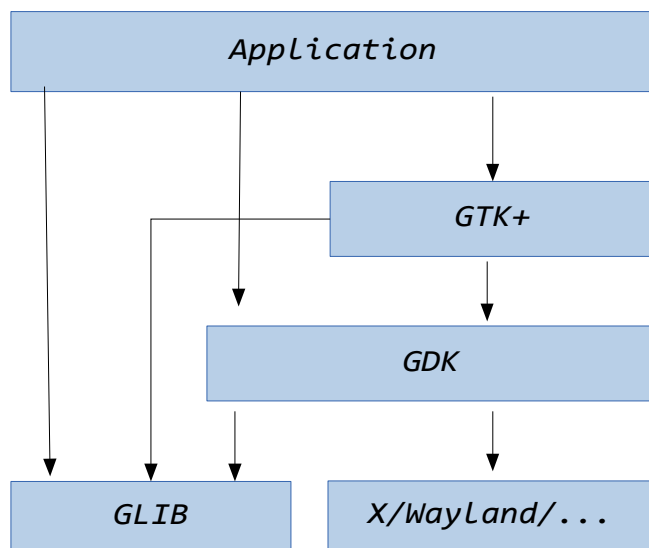 Application
GTK+
GDK
GLIB
X/Wayland/...